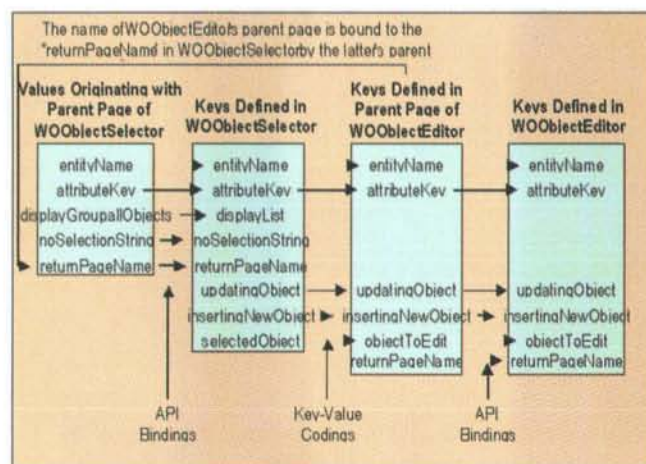 The name of WOObjectEditor's parent page is bound to the
"returnPageName' in WOObjectSelector by the latter's parent
Values Originating with
Parent Page of
WOObjectSelector
Keys Defined in
WOObjectSelector
Keys Defined in
Parent Page of
WOObjectEditor
Keys Defined in
WOObjectEditor
entityName
attributeKey
displayGroup.allObjects
noSelectionString
returnPageName
entityName
attributeKey
displayList
noSelectionString
returnPageName
updatingObject
insertingNewObject
selectedObject
entityName
attributeKey
updatingObject
insertingNewObject
objectToEdit
returnPageName
entityName
attributeKey
updatingObject
insertingNewObject
objectToEdit
returnPageName
API
Bindings
Key-Value
Codings
API
Bindings